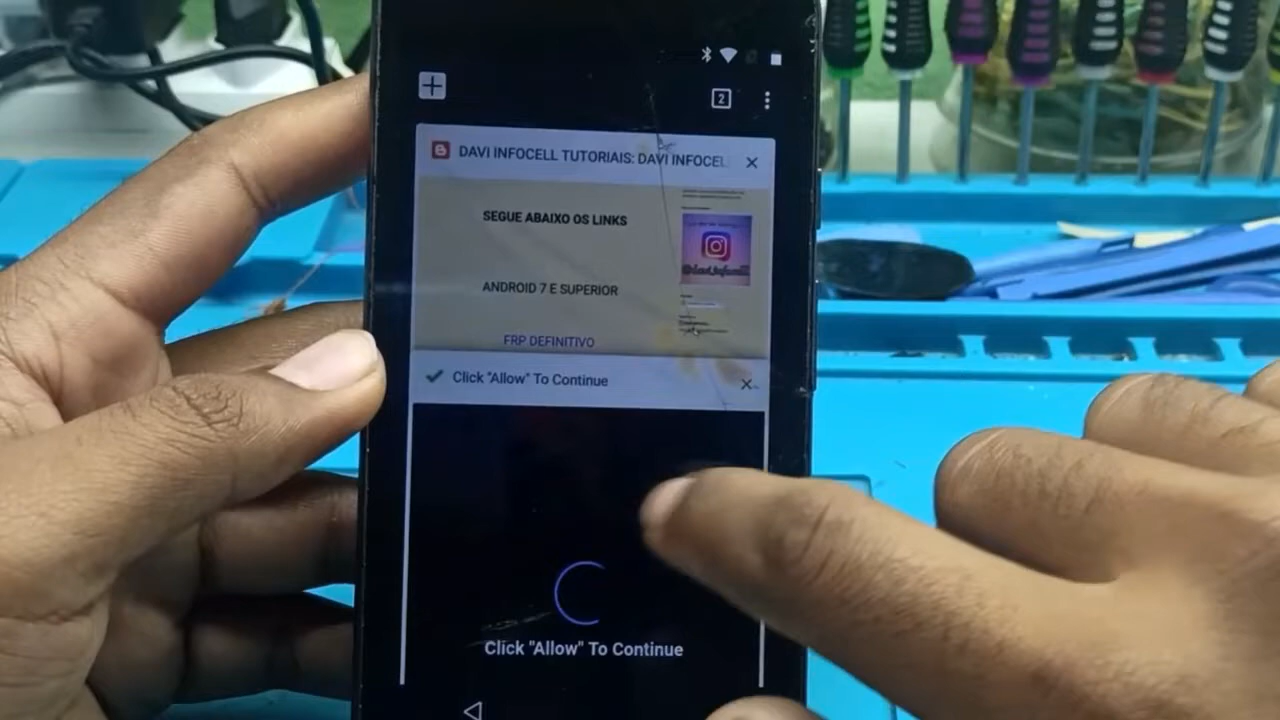 2
DAVI INFOCELL TUTORIAIS: DAVI INFOCEL
SEGUE ABAIXO OS LINKS
ANDROID 7 E SUPERIOR
FRP DEFINITIVO
Click "Allow" To Continue
Click "Allow" To Continue